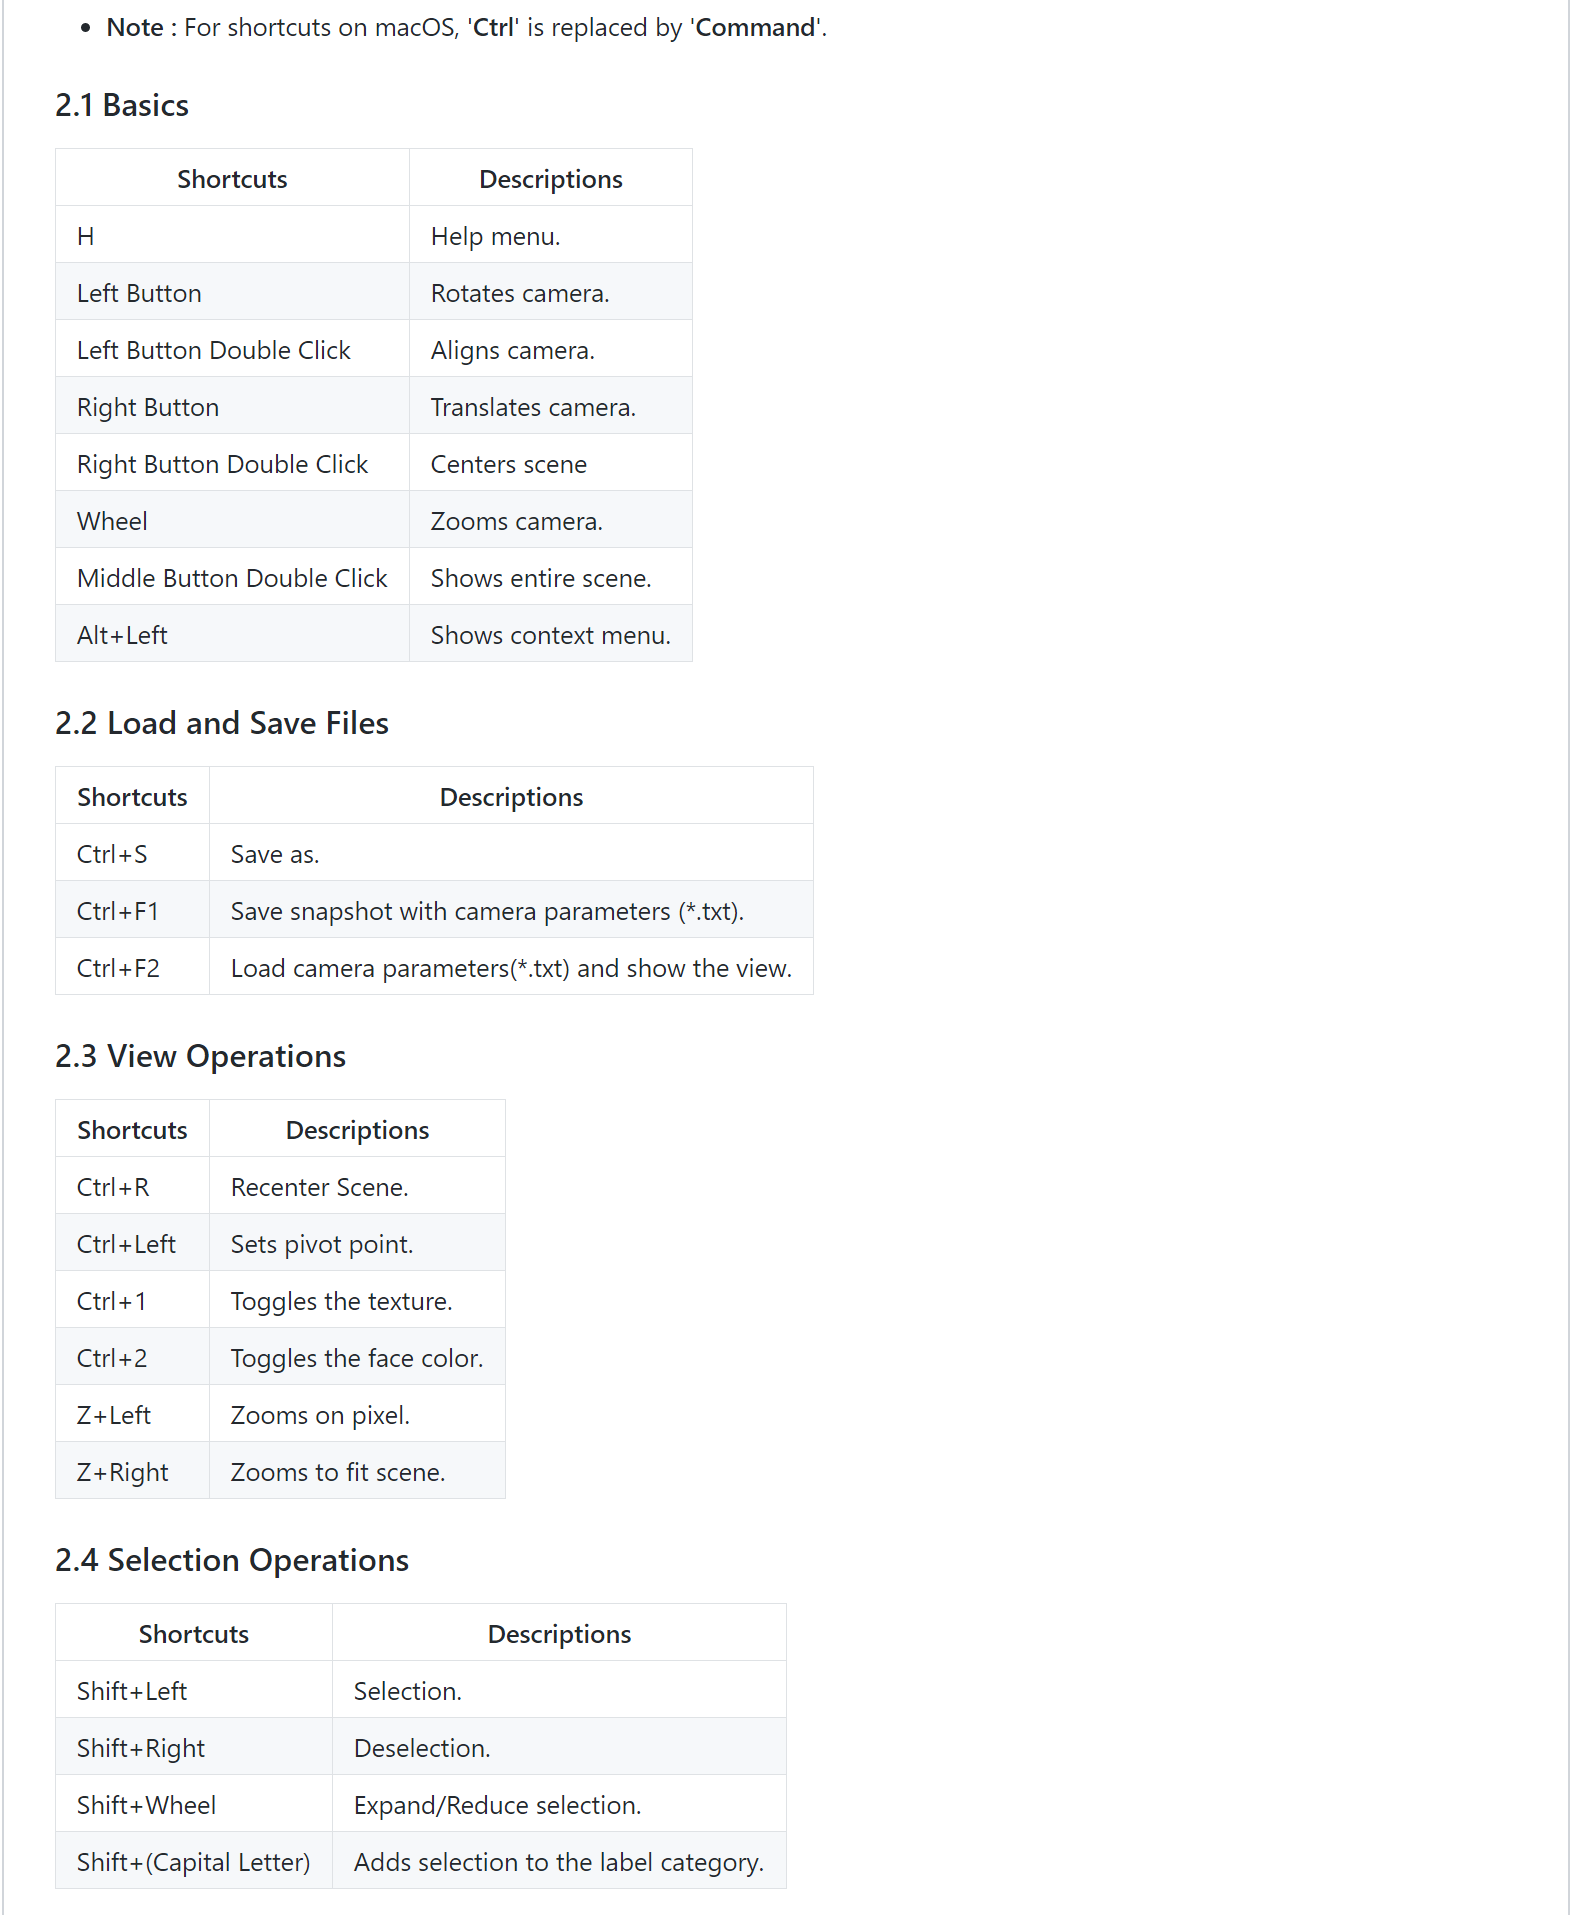 • Note : For shortcuts on macOS, 'Ctrl' is replaced by 'Command'.
2.1 Basics
Shortcuts Descriptions
H Help menu.
Left Button Rotates camera.
Left Button Double Click Aligns camera.
Right Button Translates camera.
Right Button Double Click Centers scene
Wheel Zooms camera.
Middle Button Double Click Shows entire scene.
Alt+Left Shows context menu.
2.2 Load and Save Files
Shortcuts Descriptions
Ctrl+S Save as.
Ctrl+F1 Save snapshot with camera parameters (*.txt).
Ctrl+F2 Load camera parameters(*.txt) and show the view.
2.3 View Operations
Shortcuts Descriptions
Ctrl+R Recenter Scene.
Ctrl+Left Sets pivot point.
Ctrl+1 Toggles the texture.
Ctrl+2 Toggles the face color.
Z+Left Zooms on pixel.
Z+Right Zooms to fit scene.
2.4 Selection Operations
Shortcuts Descriptions
Shift+Left Selection.
Shift+Right Deselection.
Shift+Wheel Expand/Reduce selection.
Shift+(Capital Letter) Adds selection to the label category.